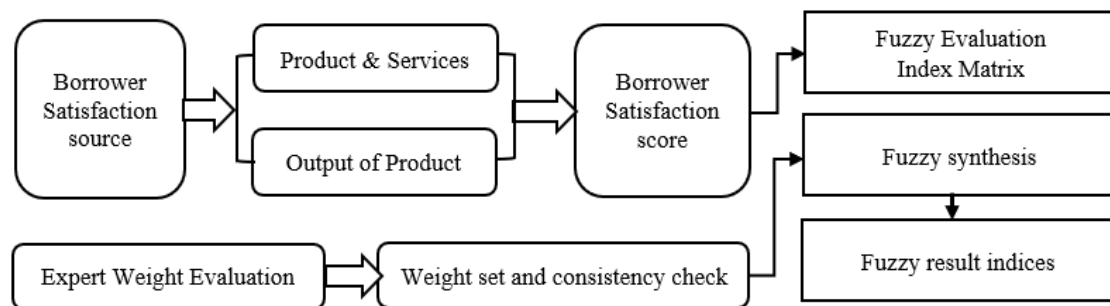 Borrower
Satisfaction
source
Product & Services
Output of Product
Borrower
Satisfaction
score
Fuzzy Evaluation
Index Matrix
Fuzzy synthesis
Fuzzy result indices
Expert Weight Evaluation
Weight set and consistency check